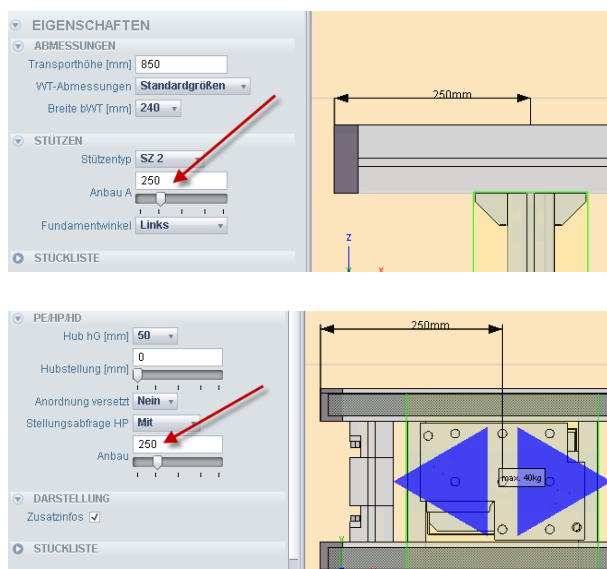 EIGENSCHAFTEN
ABMESSUNGEN
Transporthöhe [mm] 850
WT-Abmessungen Standardgrößen
Breite bWT [mm] 240
STÜTZEN
Stützentyp SZ 2
Anbau A 250
Fundamentwinkel Links
STÜCKLISTE
250mm
z
x
PE/HP/HD
Hub hG [mm] 50
Hubstellung [mm] 0
Anordnung versetzt Nein
Stellungsabfrage HP Mit
Anbau 250
DARSTELLUNG
Zusatzinfos
STÜCKLISTE
250mm
max. 40kg
Y